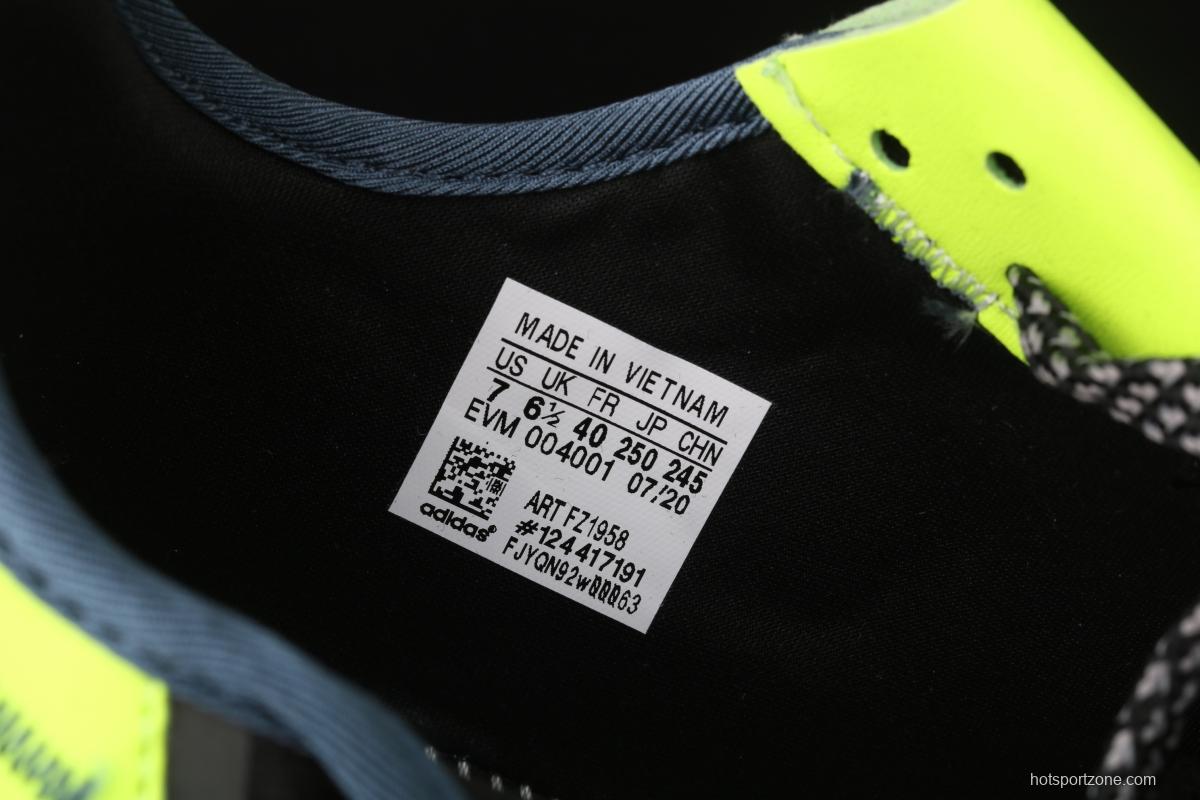 MADE IN VIETNAM
US UK FR JP CHN
7 6½ 40 250 245
EVM 004001 07/20
ART FZ1958
#124417191
adidas®
hotsportzone.com